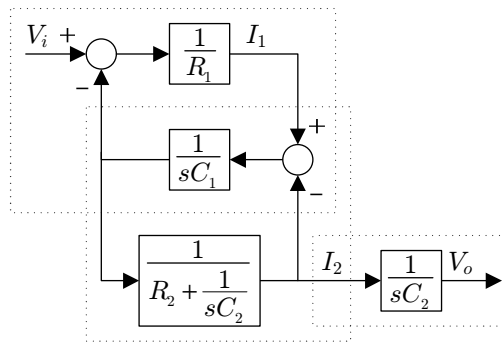 V_i +
−
1/R_1
I_1
+
1/(sC_1)
−
1/(R_2 + 1/(sC_2))
I_2
1/(sC_2)
V_o